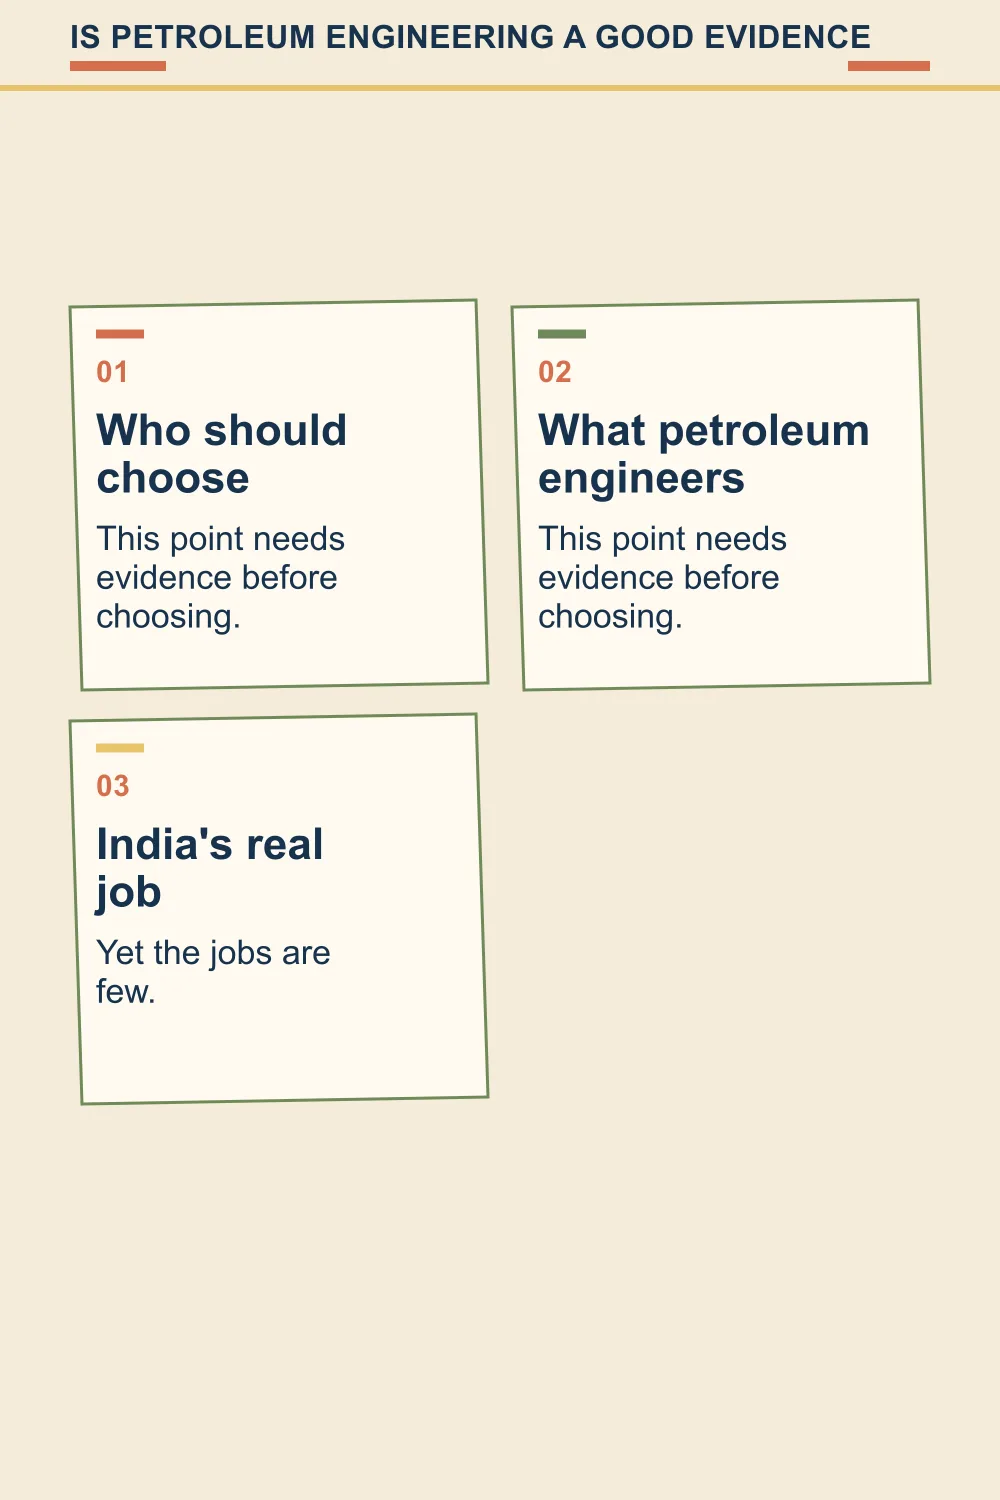 IS PETROLEUM ENGINEERING A GOOD EVIDENCE
01
Who should
choose
This point needs
evidence before
choosing.
02
What petroleum
engineers
This point needs
evidence before
choosing.
03
India's real
job
Yet the jobs are
few.